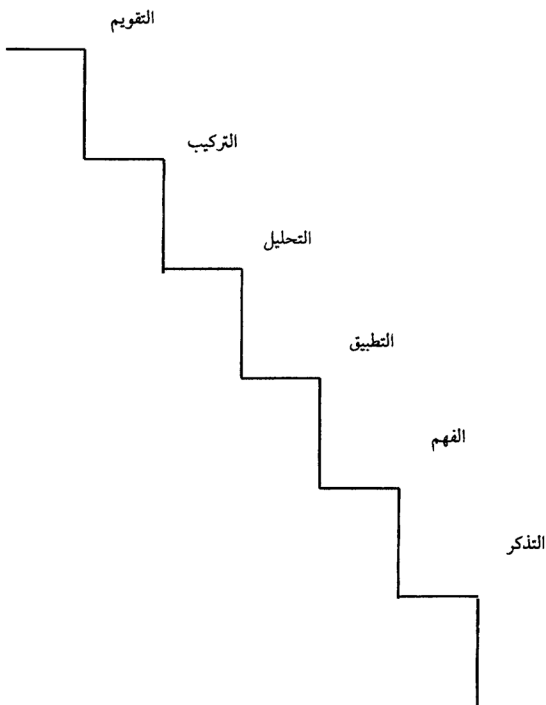 التقويم
التركيب
التحليل
التطبيق
الفهم
التذكر